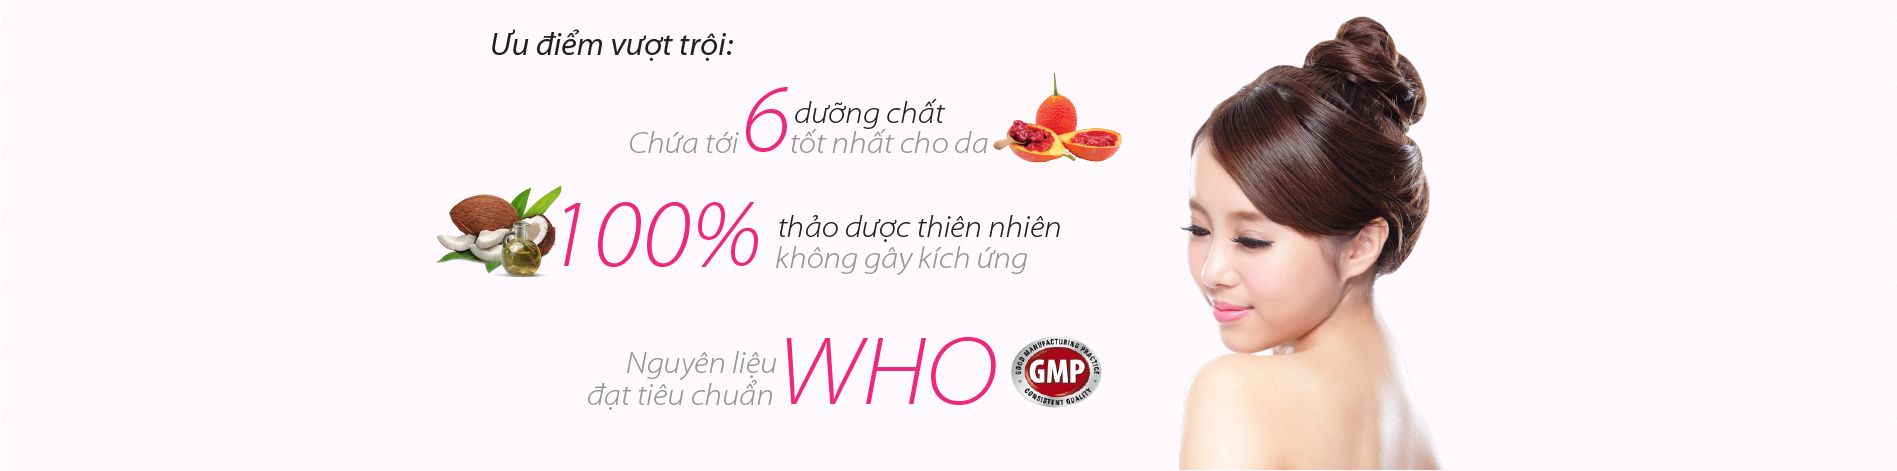 Ưu điểm vượt trội:
Chứa tới 6 dưỡng chất
tốt nhất cho da
100% thảo dược thiên nhiên
không gây kích ứng
Nguyên liệu
đạt tiêu chuẩn WHO
GOOD MANUFACTURING PRACTICE
GMP
CONSISTENT QUALITY